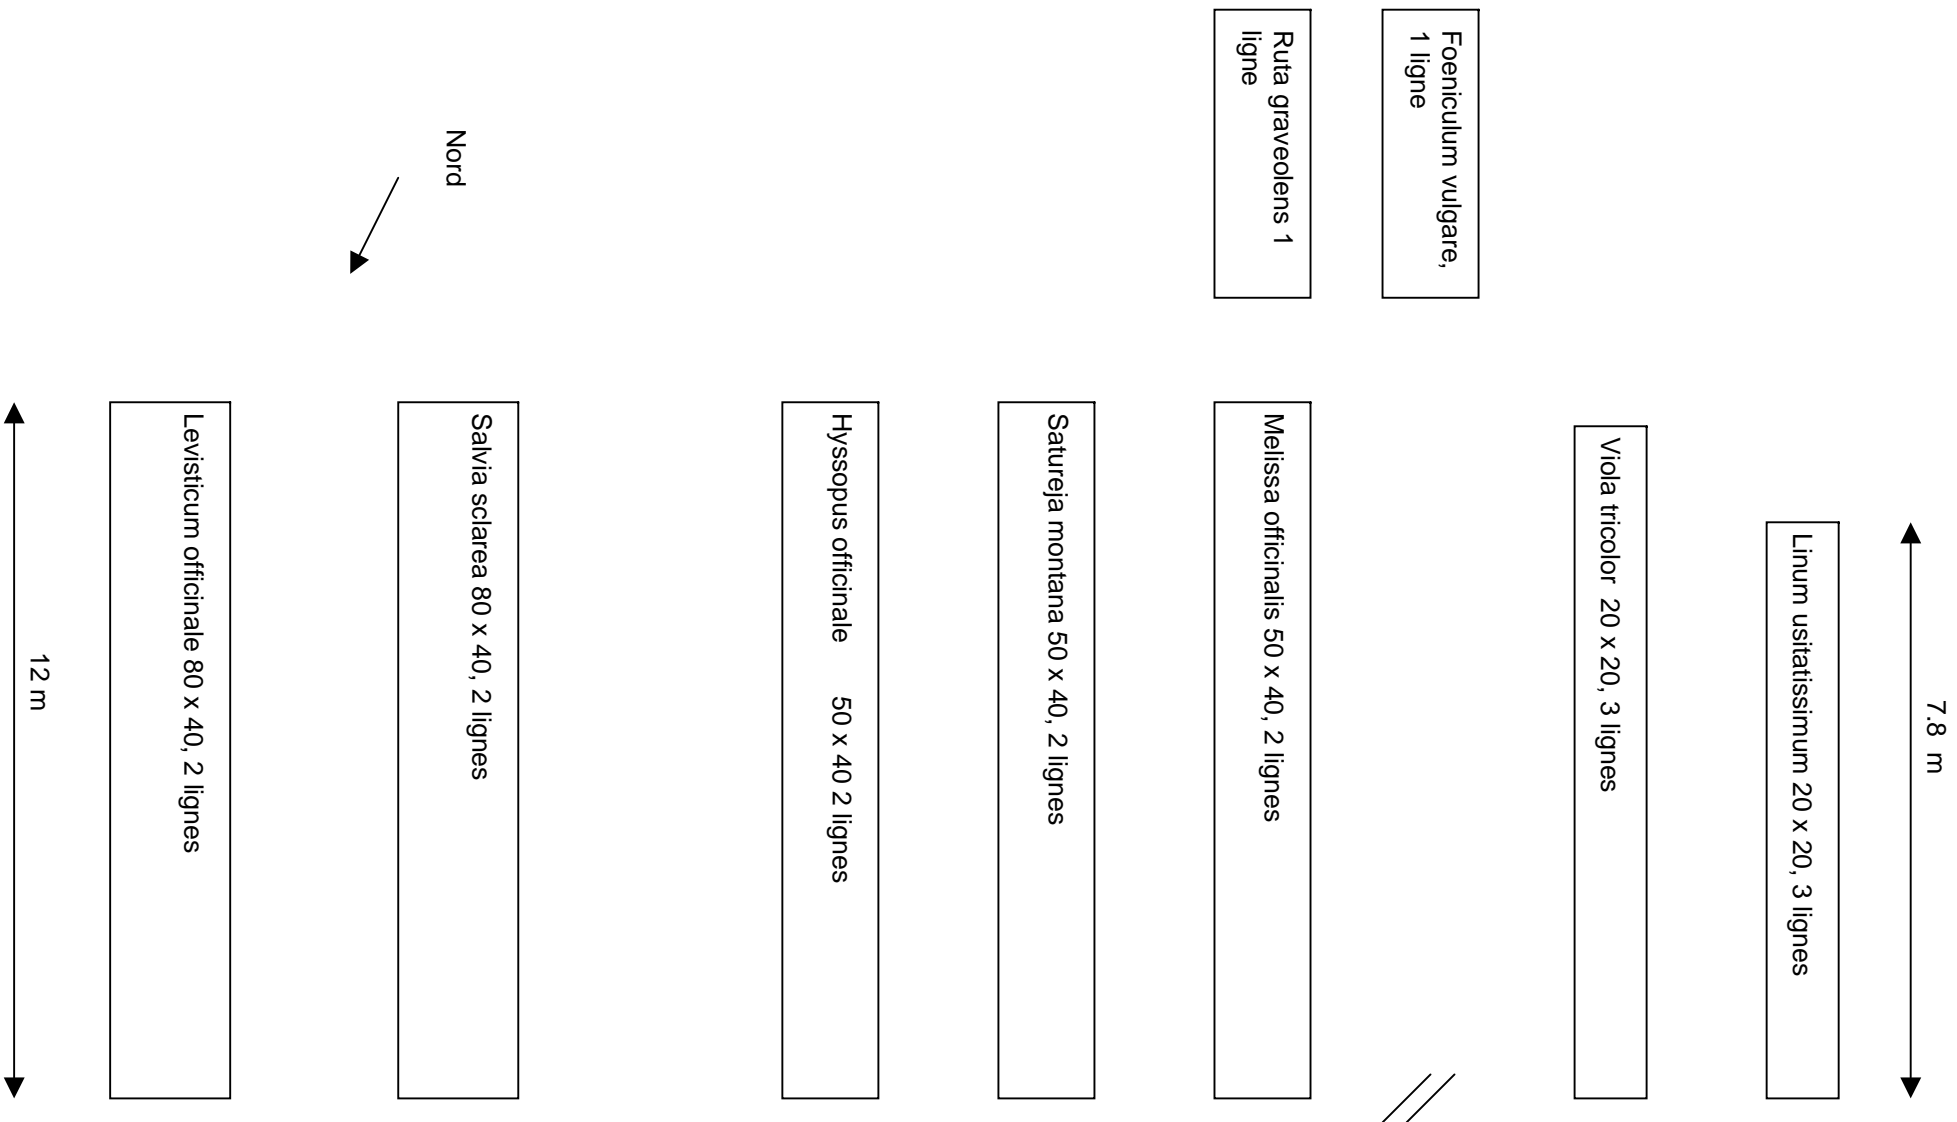 7.8 m
Linum usitatissimum 20 x 20, 3 lignes
Viola tricolor 20 x 20, 3 lignes
Foeniculum vulgare,
1 ligne
Ruta graveolens 1
ligne
Melissa officinalis 50 x 40, 2 lignes
Satureja montana 50 x 40, 2 lignes
Hyssopus officinale 50 x 40 2 lignes
Salvia sclarea 80 x 40, 2 lignes
Nord
Levisticum officinale 80 x 40, 2 lignes
12 m